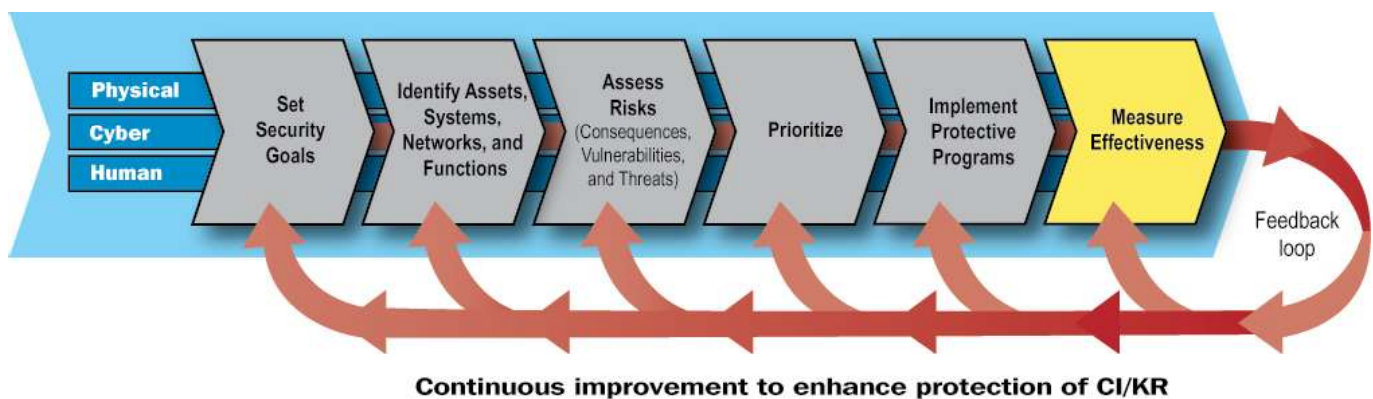 Physical
Cyber
Human
Set
Security
Goals
Identify Assets,
Systems,
Networks, and
Functions
Assess
Risks
(Consequences,
Vulnerabilities,
and Threats)
Prioritize
Implement
Protective
Programs
Measure
Effectiveness
Feedback
loop
Continuous improvement to enhance protection of CI/KR